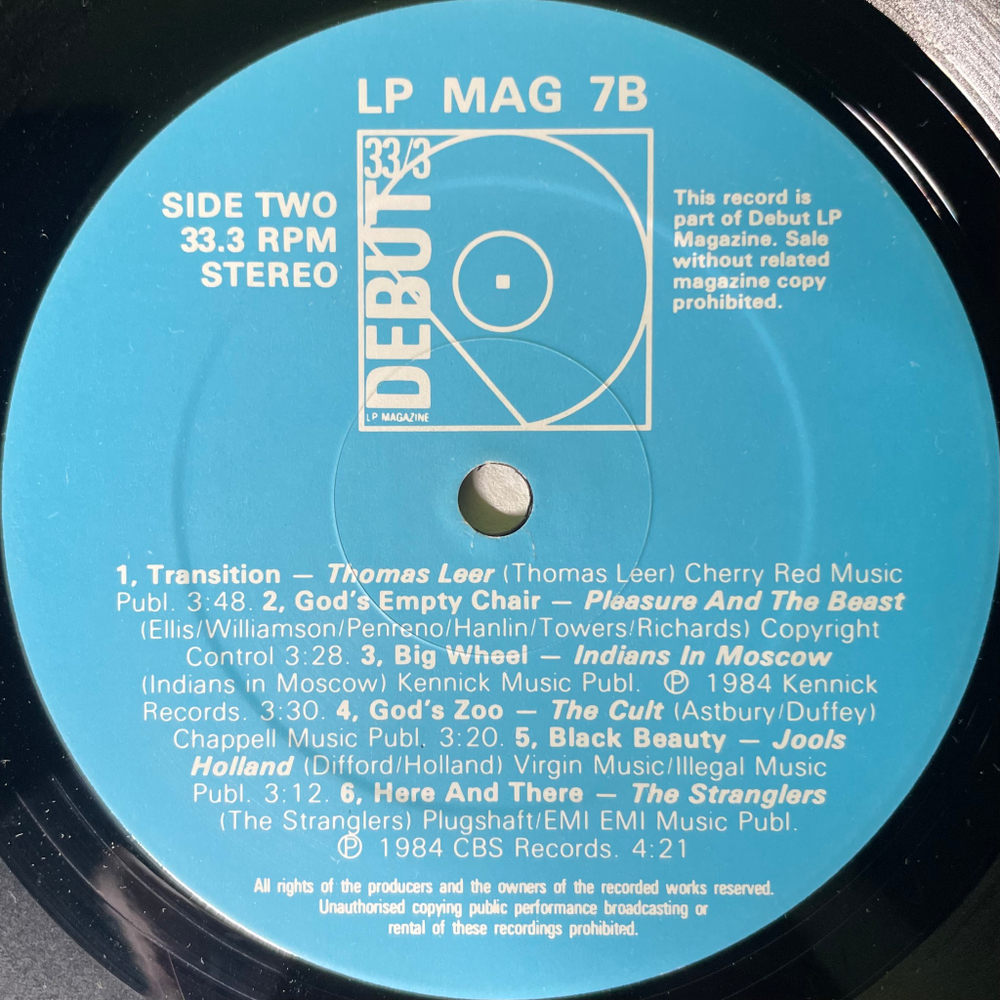 LP MAG 7B
33/3
DEBUT
LP MAGAZINE
SIDE TWO
33.3 RPM
STEREO
This record is
part of Debut LP
Magazine. Sale
without related
magazine copy
prohibited.
1, Transition — Thomas Leer (Thomas Leer) Cherry Red Music
Publ. 3:48. 2, God's Empty Chair — Pleasure And The Beast
(Ellis/Williamson/Penreno/Hanlin/Towers/Richards) Copyright
Control 3:28. 3, Big Wheel — Indians In Moscow
(Indians in Moscow) Kennick Music Publ. ℗ 1984 Kennick
Records. 3:30. 4, God's Zoo — The Cult (Astbury/Duffey)
Chappell Music Publ. 3:20. 5, Black Beauty — Jools
Holland (Difford/Holland) Virgin Music/Illegal Music
Publ. 3:12. 6, Here And There — The Stranglers
(The Stranglers) Plugshaft/EMI EMI Music Publ.
℗ 1984 CBS Records. 4:21
All rights of the producers and the owners of the recorded works reserved.
Unauthorised copying public performance broadcasting or
rental of these recordings prohibited.